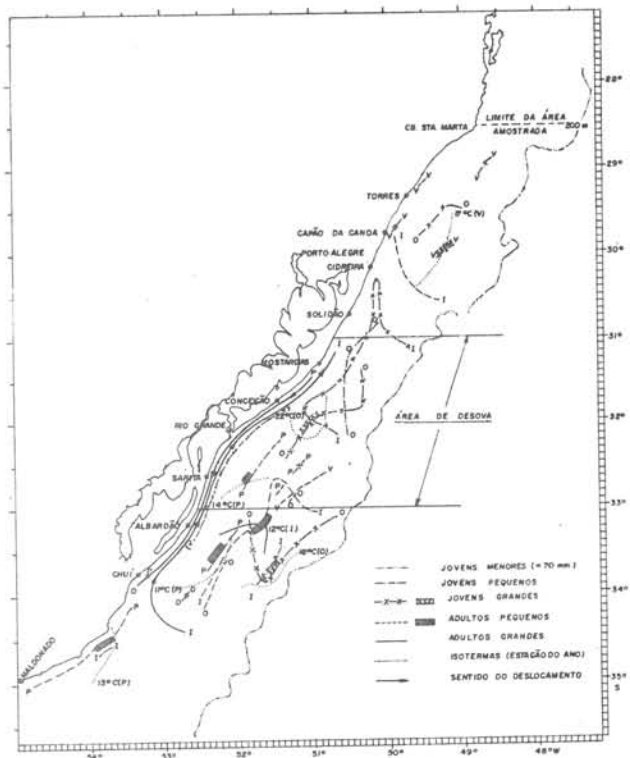 28°
CB. STA. MARTA
LIMITE DA ÁREA
AMOSTRADA
200 m
29°
TORRES
CAPÃO DA CANOA
PORTO ALEGRE
CIDREIRA
30°
SOLIDÃO
31°
MOSTARDAS
CONCEIÇÃO
RIO GRANDE
32°
ÁREA DE DESOVA
SARITA
14°C(P)
33°
ALBARDÃO
12°C(I)
CHUÍ
34°
MALDONADO
13°C(P)
35°
S
JOVENS MENORES (< 70 mm)
JOVENS PEQUENOS
JOVENS GRANDES
ADULTOS PEQUENOS
ADULTOS GRANDES
ISOTERMAS (ESTAÇÃO DO ANO)
SENTIDO DO DESLOCAMENTO
54° 53° 52° 51° 50° 49° 48°W